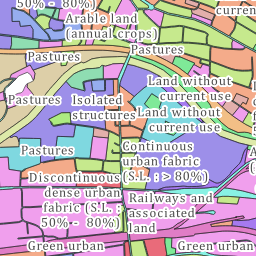 50% -  80%)
Arable land
(annual crops)
current
Pastures
Pastures
Land without
current use
Pastures
Isolated
structures
Land without
current use
Pastures
Continuous
urban fabric
(S.L. : > 80%)
Discontinuous
dense urban
fabric (S.L. :
50% -  80%)
Railways and
associated
land
Green urban
Green urban